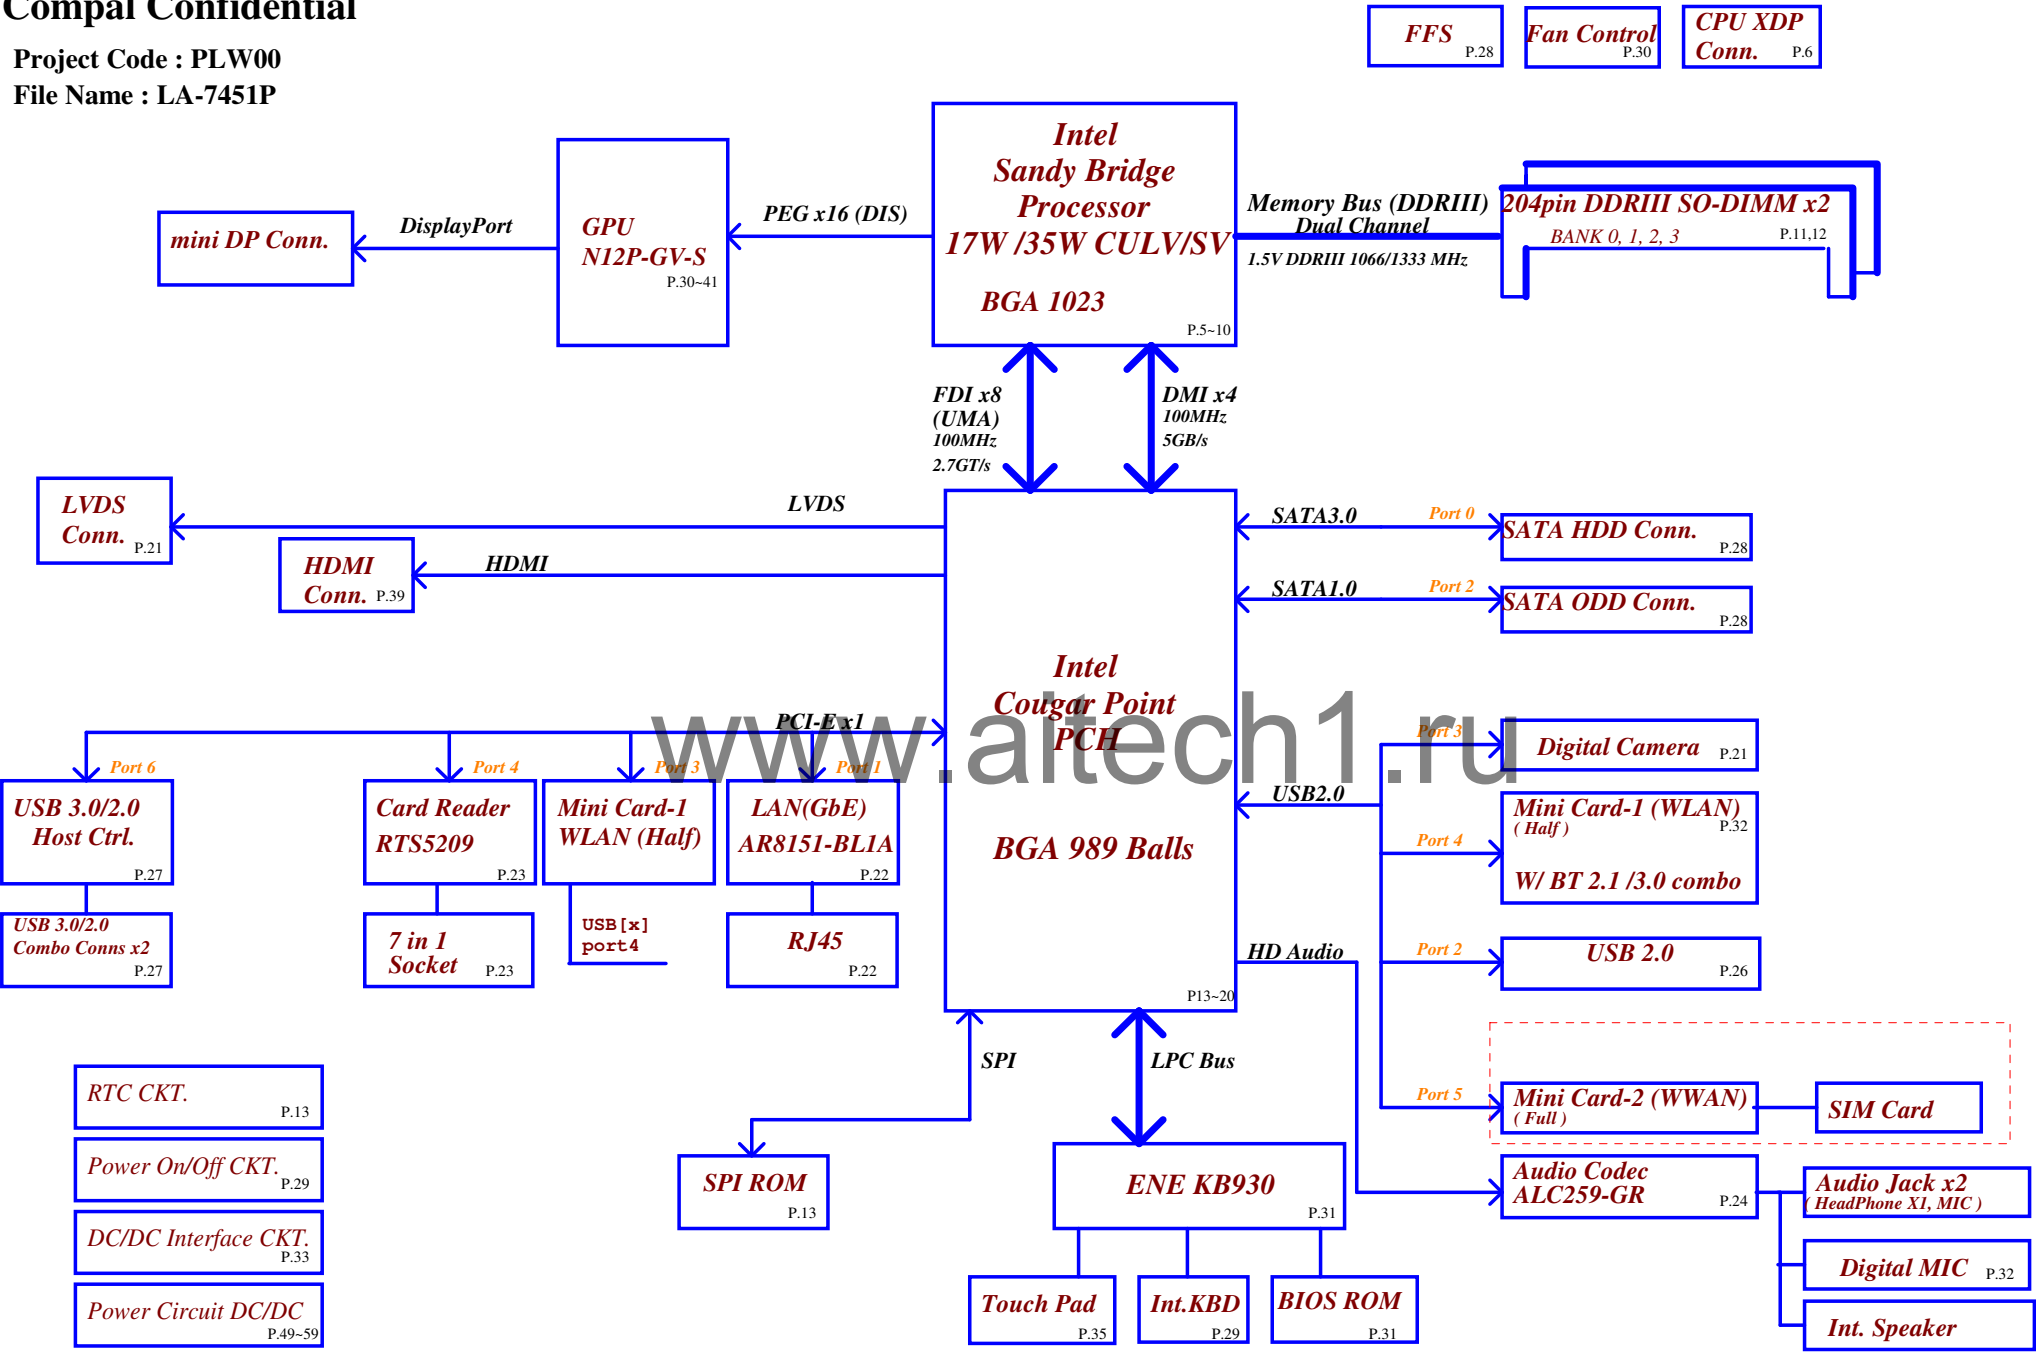 Compal Confidential
Project Code : PLW00
File Name : LA-7451P
FFS
P.28
Fan Control
P.30
CPU XDP
Conn.
P.6
Intel
Sandy Bridge
Processor
17W /35W CULV/SV
BGA 1023
P.5~10
mini DP Conn.
DisplayPort
GPU
N12P-GV-S
P.30~41
PEG x16 (DIS)
Memory Bus (DDRIII)
Dual Channel
1.5V DDRIII 1066/1333 MHz
204pin DDRIII SO-DIMM x2
BANK 0, 1, 2, 3
P.11,12
FDI x8
(UMA)
100MHz
2.7GT/s
DMI x4
100MHz
5GB/s
LVDS
Conn.
P.21
LVDS
HDMI
Conn.
P.39
HDMI
SATA3.0
Port 0
SATA HDD Conn.
P.28
SATA1.0
Port 2
SATA ODD Conn.
P.28
Intel
Cougar Point
PCH
BGA 989 Balls
P13~20
www.aitech1.ru
PCI-E x1
Port 6
USB 3.0/2.0
Host Ctrl.
P.27
USB 3.0/2.0
Combo Conns x2
P.27
Port 4
Card Reader
RTS5209
P.23
7 in 1
Socket
P.23
Port 3
Mini Card-1
WLAN (Half)
USB[x]
port4
Port 1
LAN(GbE)
AR8151-BL1A
P.22
RJ45
P.22
USB2.0
Port 3
Digital Camera
P.21
Port 4
Mini Card-1 (WLAN)
( Half )
P.32
W/ BT 2.1 /3.0 combo
Port 2
USB 2.0
P.26
HD Audio
Port 5
Mini Card-2 (WWAN)
( Full )
SIM Card
Audio Codec
ALC259-GR
P.24
Audio Jack x2
( HeadPhone X1, MIC )
Digital MIC
P.32
Int. Speaker
SPI
LPC Bus
SPI ROM
P.13
ENE KB930
P.31
Touch Pad
P.35
Int.KBD
P.29
BIOS ROM
P.31
RTC CKT.
P.13
Power On/Off CKT.
P.29
DC/DC Interface CKT.
P.33
Power Circuit DC/DC
P.49~59